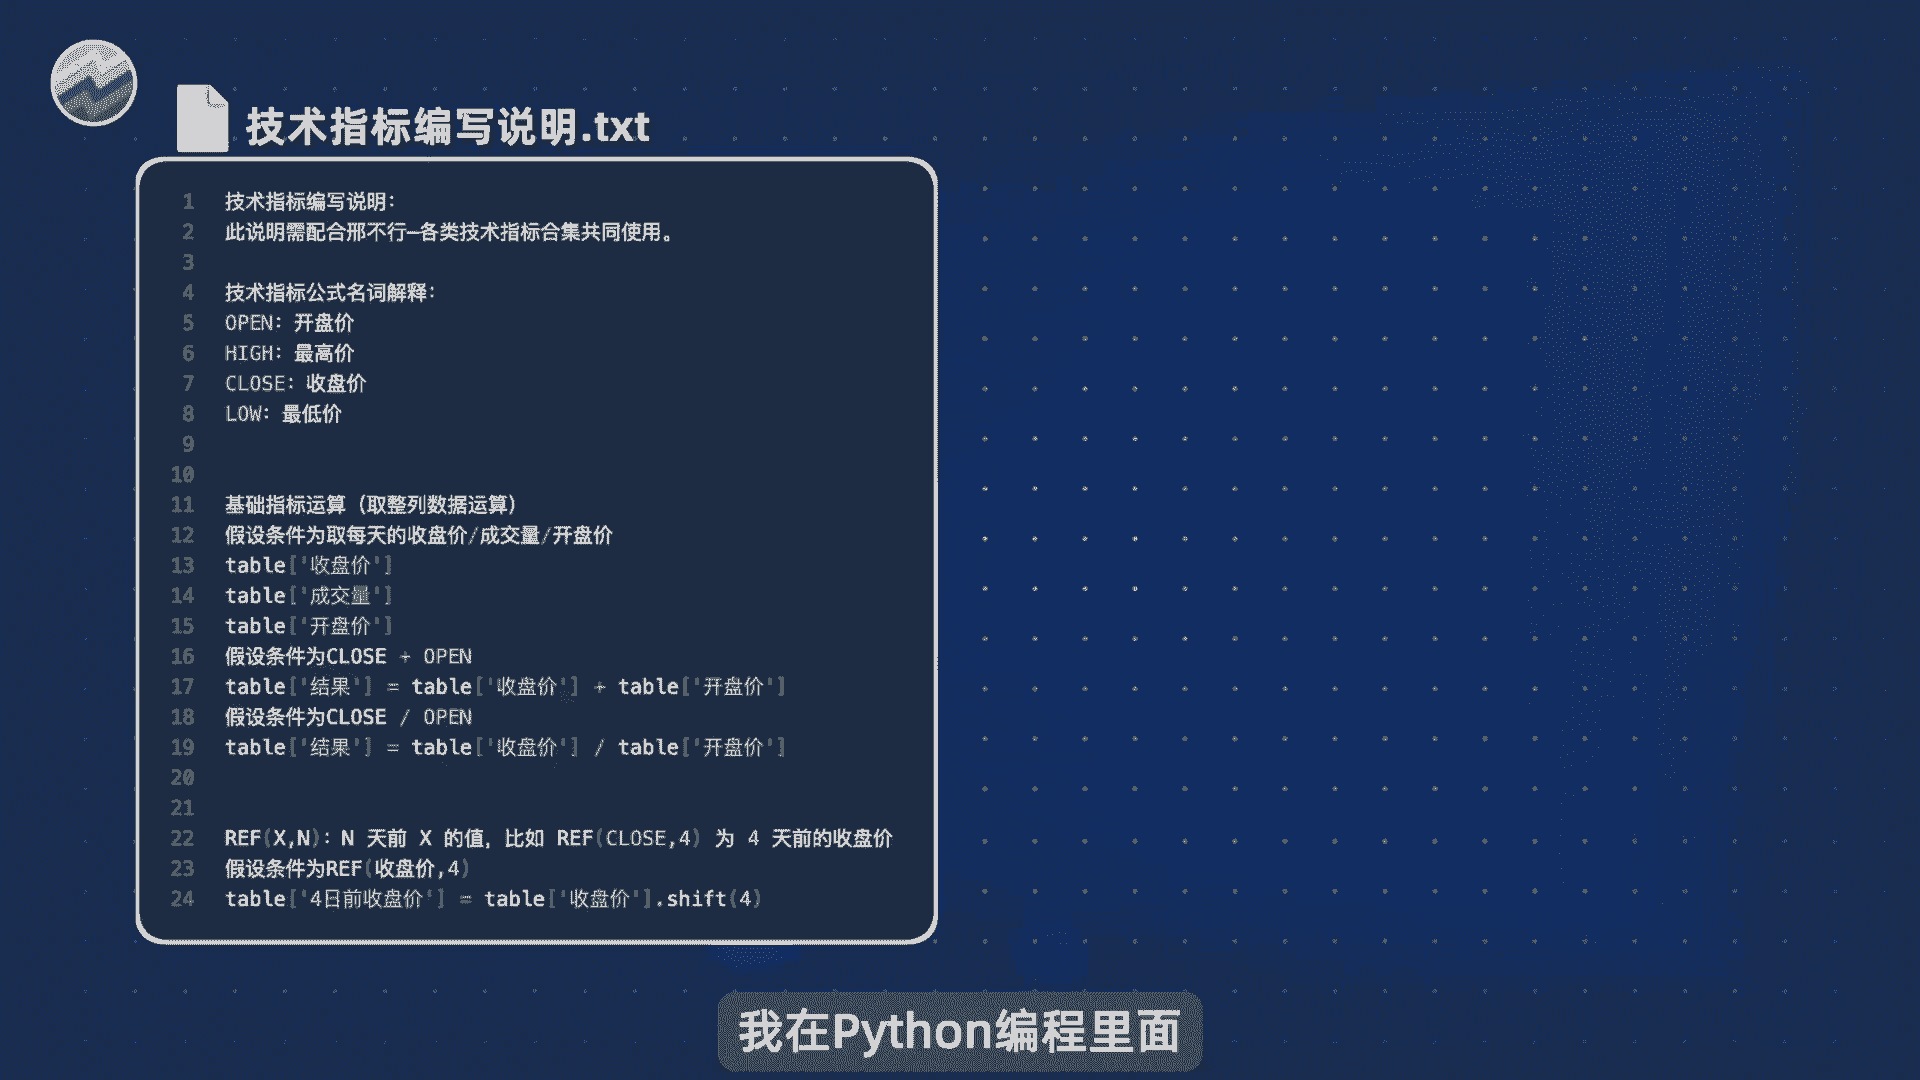 技术指标编写说明.txt
1 技术指标编写说明：
2 此说明需配合邢不行—各类技术指标合集共同使用。
3
4 技术指标公式名词解释：
5 OPEN：开盘价
6 HIGH：最高价
7 CLOSE：收盘价
8 LOW：最低价
9
10
11 基础指标运算（取整列数据运算）
12 假设条件为取每天的收盘价/成交量/开盘价
13 table['收盘价']
14 table['成交量']
15 table['开盘价']
16 假设条件为CLOSE + OPEN
17 table['结果'] = table['收盘价'] + table['开盘价']
18 假设条件为CLOSE / OPEN
19 table['结果'] = table['收盘价'] / table['开盘价']
20
21
22 REF(X,N)：N 天前 X 的值，比如 REF(CLOSE,4) 为 4 天前的收盘价
23 假设条件为REF(收盘价,4)
24 table['4日前收盘价'] = table['收盘价'].shift(4)
我在Python编程里面